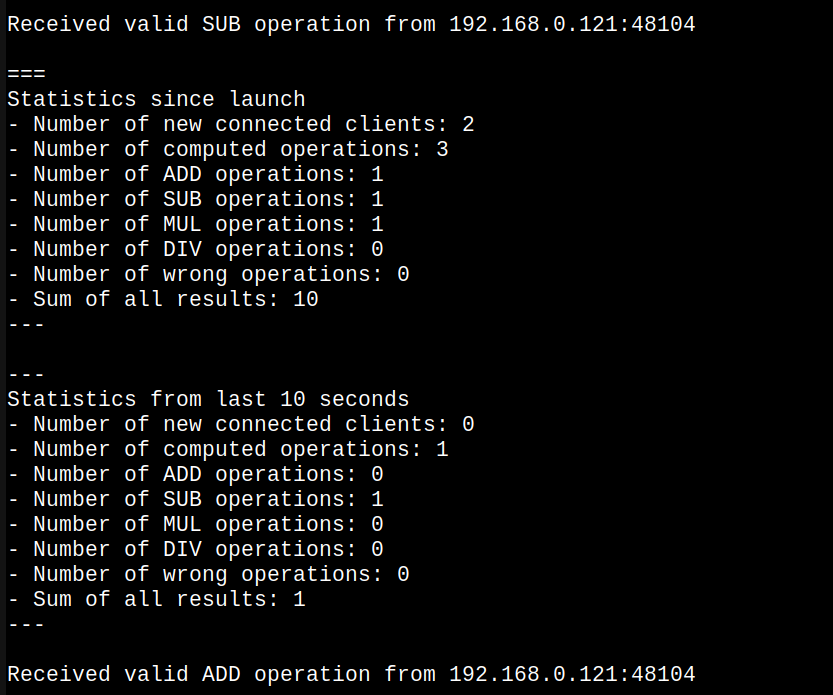 Received valid SUB operation from 192.168.0.121:48104
===
Statistics since launch
- Number of new connected clients: 2
- Number of computed operations: 3
- Number of ADD operations: 1
- Number of SUB operations: 1
- Number of MUL operations: 1
- Number of DIV operations: 0
- Number of wrong operations: 0
- Sum of all results: 10
---
---
Statistics from last 10 seconds
- Number of new connected clients: 0
- Number of computed operations: 1
- Number of ADD operations: 0
- Number of SUB operations: 1
- Number of MUL operations: 0
- Number of DIV operations: 0
- Number of wrong operations: 0
- Sum of all results: 1
---
Received valid ADD operation from 192.168.0.121:48104